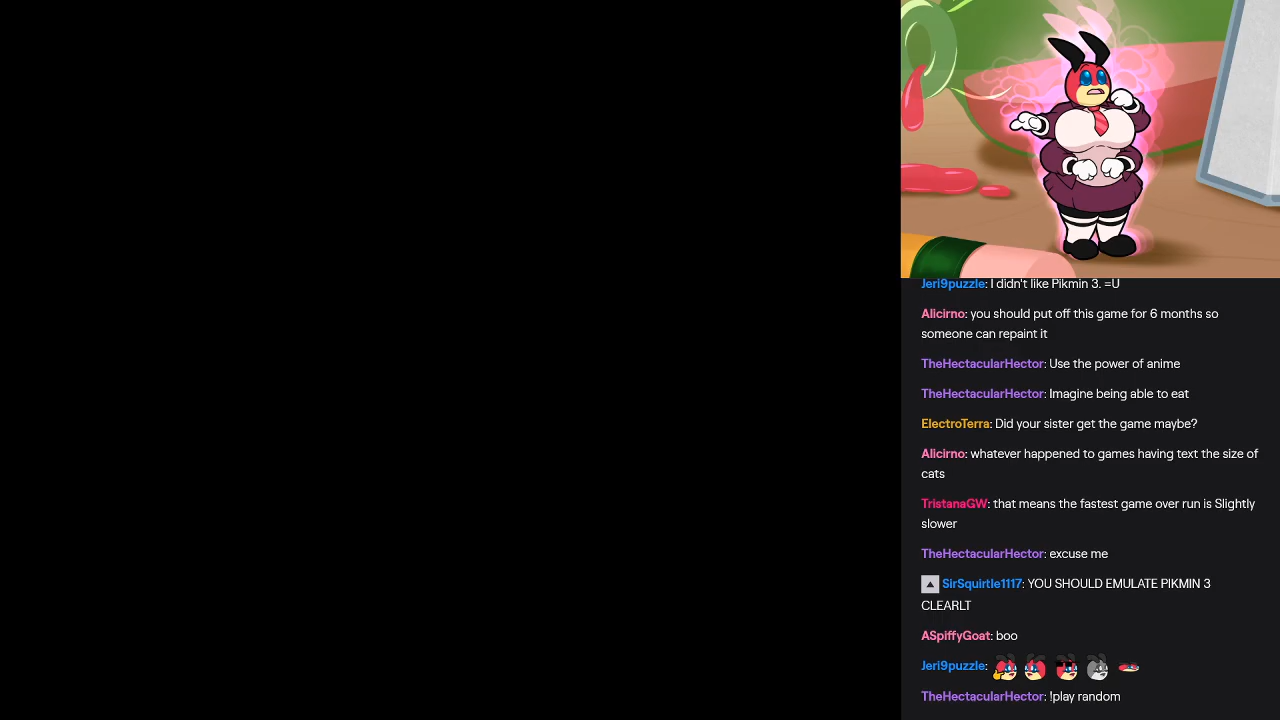 Jeri9puzzle: I didn't like Pikmin 3. =U
Alicirno: you should put off this game for 6 months so
someone can repaint it
TheHectacularHector: Use the power of anime
TheHectacularHector: Imagine being able to eat
ElectroTerra: Did your sister get the game maybe?
Alicirno: whatever happened to games having text the size of
cats
TristanaGW: that means the fastest game over run is Slightly
slower
TheHectacularHector: excuse me
SirSquirtle1117: YOU SHOULD EMULATE PIKMIN 3
CLEARLT
ASpiffyGoat: boo
Jeri9puzzle:
TheHectacularHector: !play random